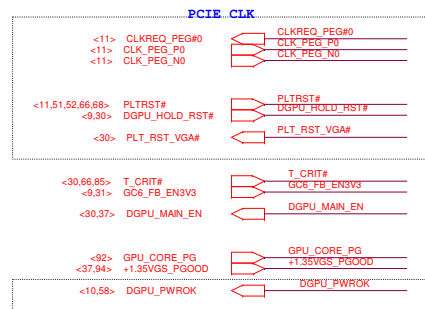 PCIE CLK
<11> CLKREQ_PEG#0 CLKREQ_PEG#0
<11> CLK_PEG_P0 CLK_PEG_P0
<11> CLK_PEG_N0 CLK_PEG_N0
<11,51,52,66,68> PLTRST# PLTRST#
<9,30> DGPU_HOLD_RST# DGPU_HOLD_RST#
<30> PLT_RST_VGA# PLT_RST_VGA#
<30,66,85> T_CRIT# T_CRIT#
<9,31> GC6_FB_EN3V3 GC6_FB_EN3V3
<30,37> DGPU_MAIN_EN DGPU_MAIN_EN
<92> GPU_CORE_PG GPU_CORE_PG
<37,94> +1.35VGS_PGOOD +1.35VGS_PGOOD
<10,58> DGPU_PWROK DGPU_PWROK